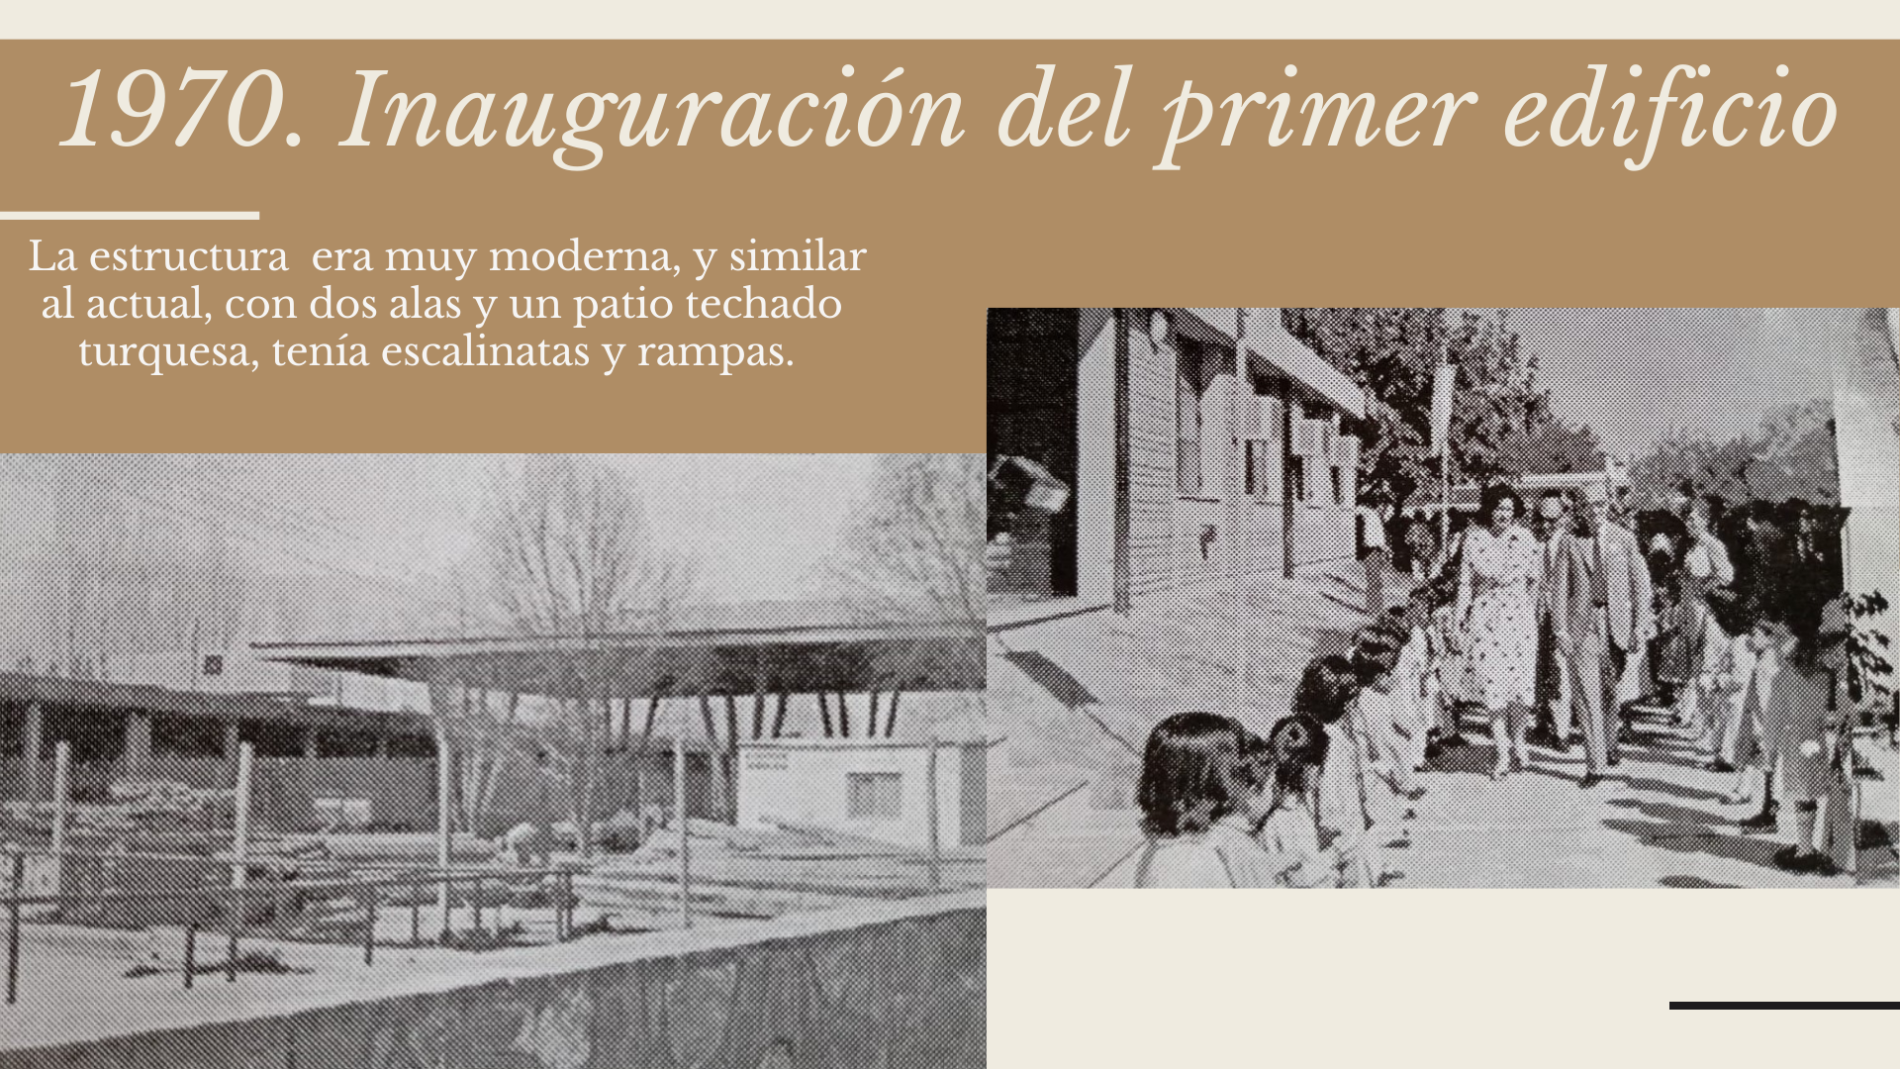 1970. Inauguración del primer edificio
La estructura  era muy moderna, y similar
al actual, con dos alas y un patio techado
turquesa, tenía escalinatas y rampas.